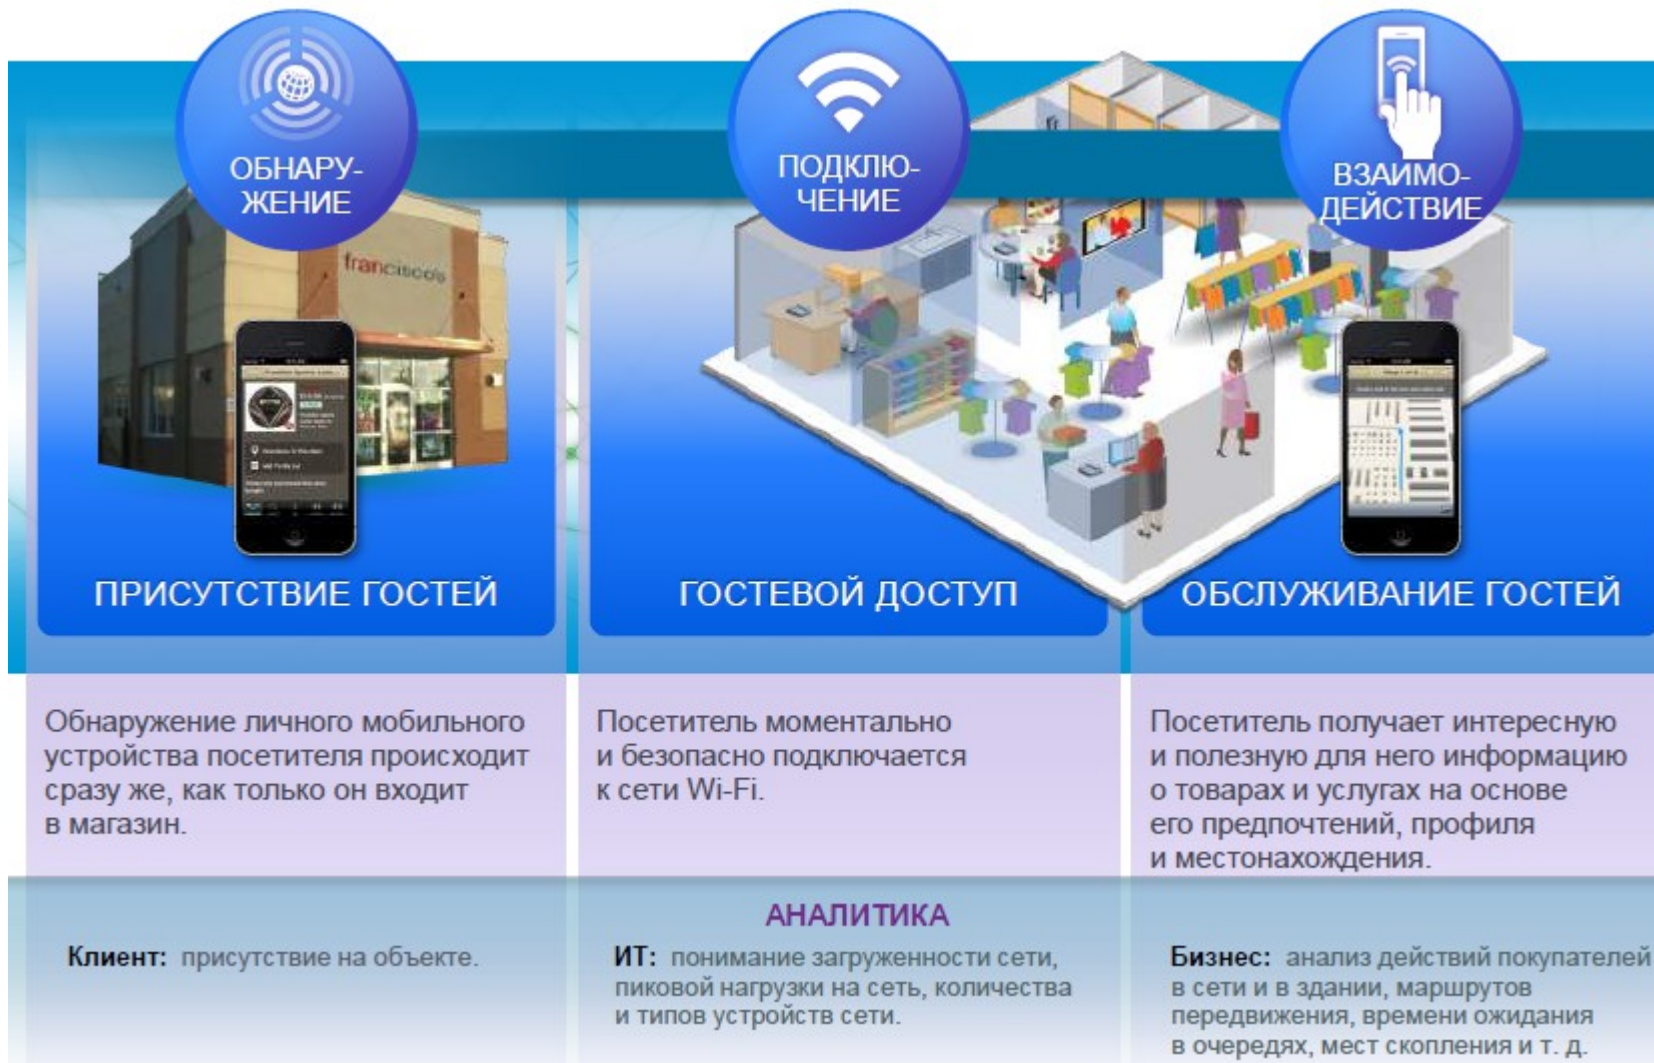 ОБНАРУ-
ЖЕНИЕ
ПОДКЛЮ-
ЧЕНИЕ
ВЗАИМО-
ДЕЙСТВИЕ
francisco's
ПРИСУТСТВИЕ ГОСТЕЙ
ГОСТЕВОЙ ДОСТУП
ОБСЛУЖИВАНИЕ ГОСТЕЙ
Обнаружение личного мобильного
устройства посетителя происходит
сразу же, как только он входит
в магазин.
Посетитель моментально
и безопасно подключается
к сети Wi-Fi.
Посетитель получает интересную
и полезную для него информацию
о товарах и услугах на основе
его предпочтений, профиля
и местонахождения.
АНАЛИТИКА
Клиент: присутствие на объекте.
ИТ: понимание загруженности сети,
пиковой нагрузки на сеть, количества
и типов устройств сети.
Бизнес: анализ действий покупателей
в сети и в здании, маршрутов
передвижения, времени ожидания
в очередях, мест скопления и т. д.